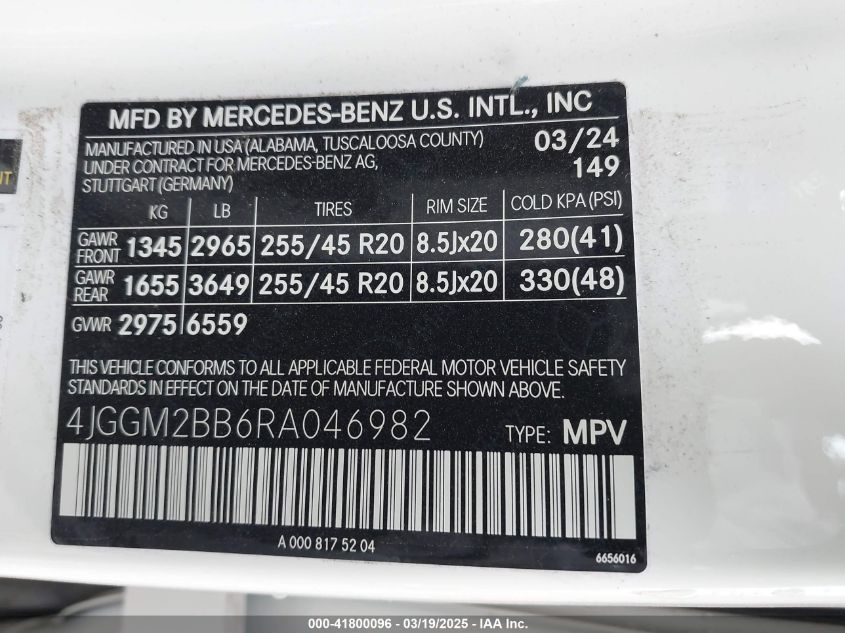 MFD BY MERCEDES-BENZ U.S. INTL., INC
MANUFACTURED IN USA (ALABAMA, TUSCALOOSA COUNTY) 03/24
UNDER CONTRACT FOR MERCEDES-BENZ AG, 149
STUTTGART (GERMANY)
KG LB TIRES RIM SIZE COLD KPA (PSI)
GAWR FRONT 1345 2965 255/45 R20 8.5Jx20 280(41)
GAWR REAR 1655 3649 255/45 R20 8.5Jx20 330(48)
GVWR 2975 6559
THIS VEHICLE CONFORMS TO ALL APPLICABLE FEDERAL MOTOR VEHICLE SAFETY
STANDARDS IN EFFECT ON THE DATE OF MANUFACTURE SHOWN ABOVE.
4JGGM2BB6RA046982 TYPE: MPV
A 000 817 52 04
6656016
000-41800096 - 03/19/2025 - IAA Inc.